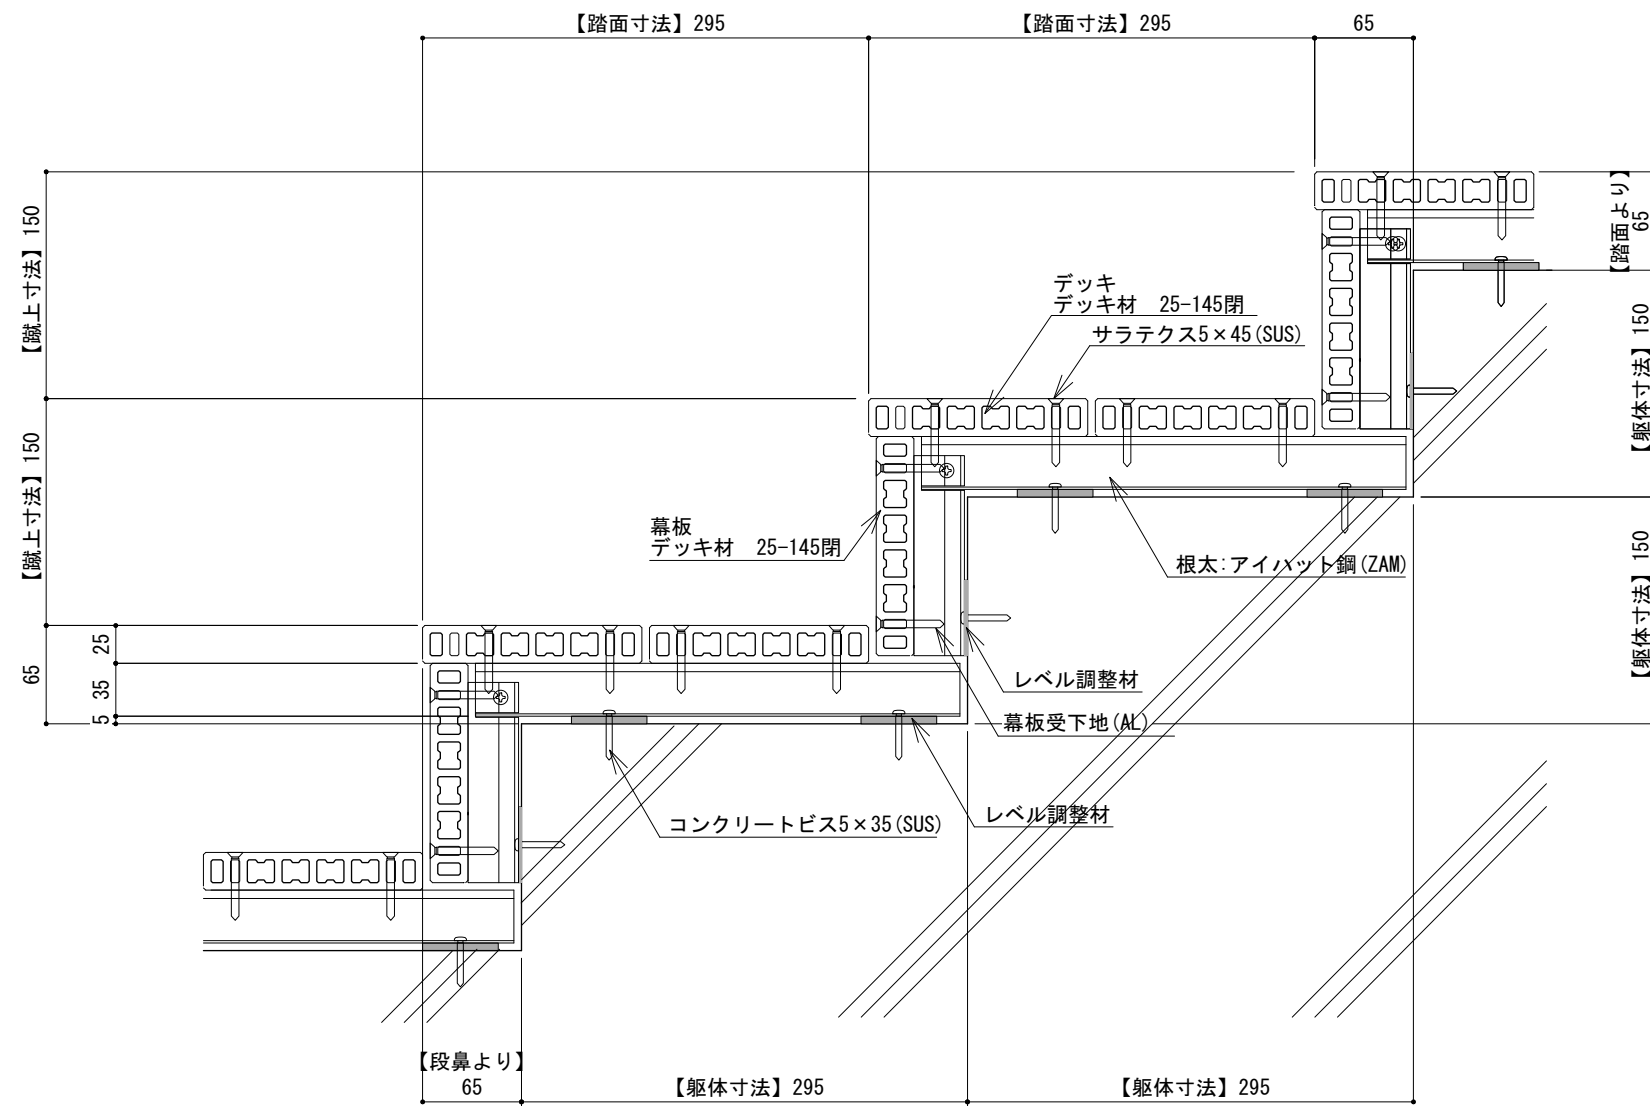 【踏面寸法】295
【踏面寸法】295
65
【蹴上寸法】150
【踏面より】
65
デッキ
デッキ材　25-145閉
サラテクス5×45(SUS)
【躯体寸法】150
【蹴上寸法】150
幕板
デッキ材　25-145閉
根太:アイハット鋼(ZAM)
【躯体寸法】150
25
65
35
5
レベル調整材
幕板受下地(AL)
レベル調整材
コンクリートビス5×35(SUS)
【段鼻より】
65
【躯体寸法】295
【躯体寸法】295